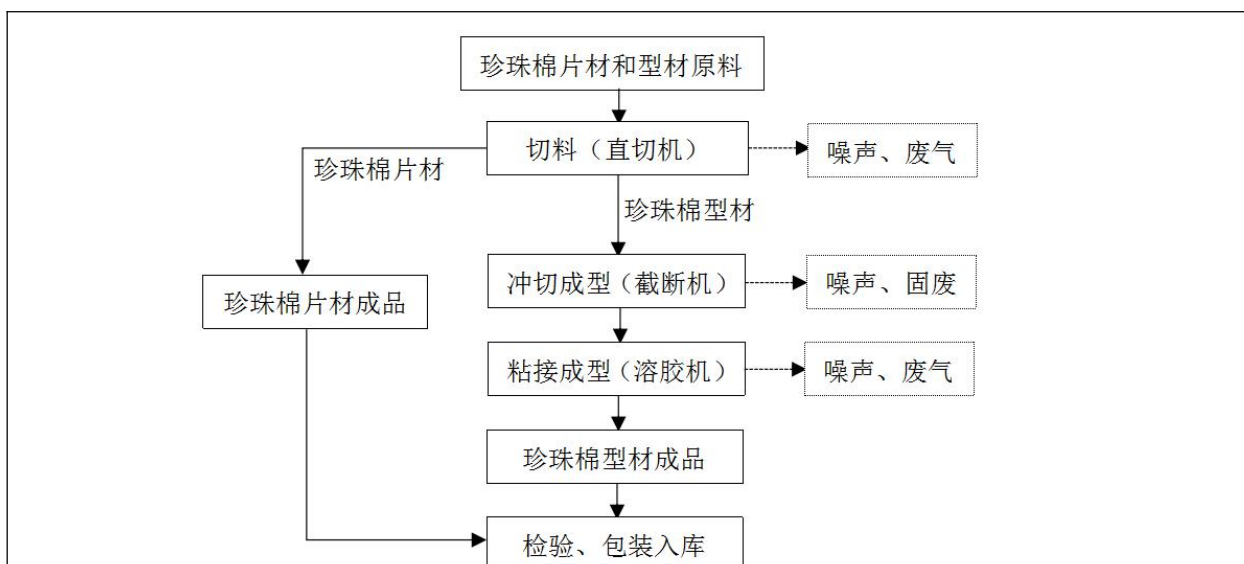 珍珠棉片材和型材原料
切料（直切机）
噪声、废气
珍珠棉片材
珍珠棉型材
冲切成型（截断机）
噪声、固废
珍珠棉片材成品
粘接成型（溶胶机）
噪声、废气
珍珠棉型材成品
检验、包装入库